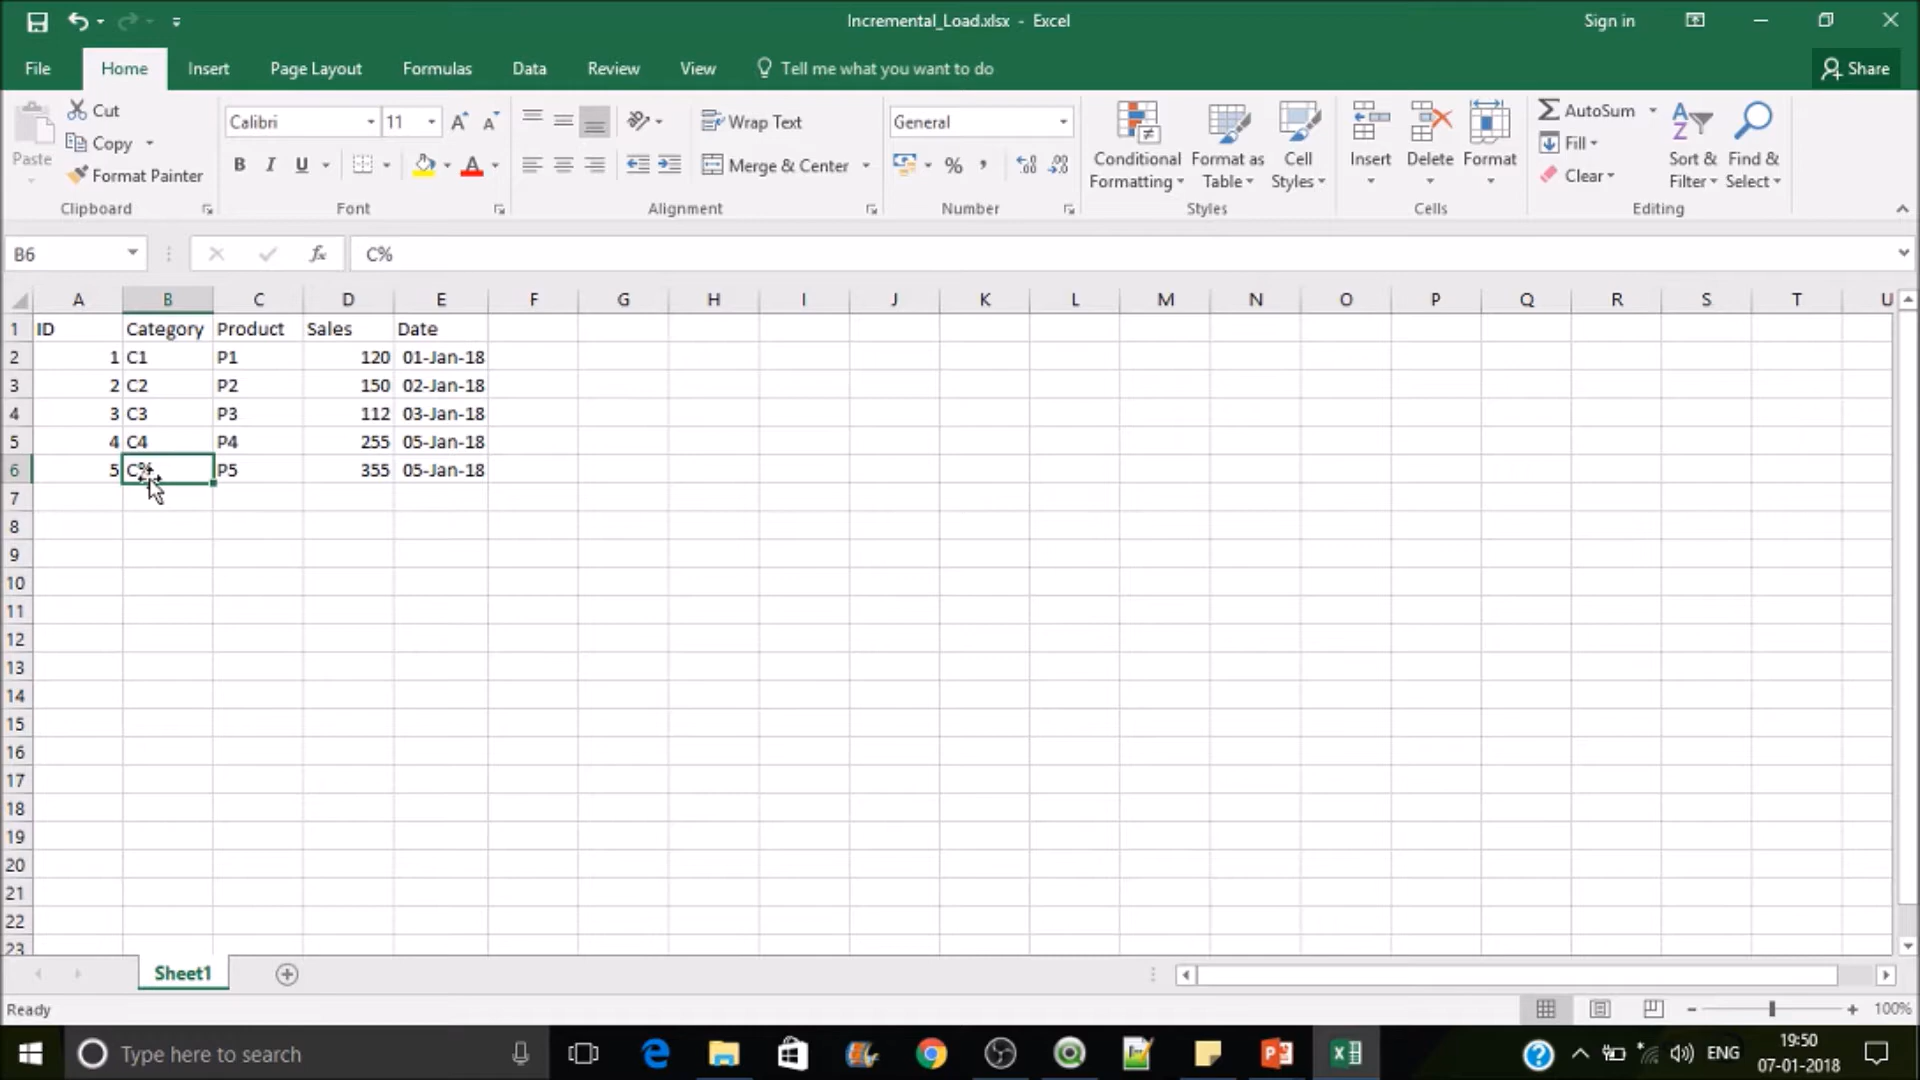 Incremental_Load.xlsx - Excel
Sign in
File Home Insert Page Layout Formulas Data Review View Tell me what you want to do Share
Paste
Cut
Copy
Format Painter
Clipboard
Calibri 11
B I U A
Font
Wrap Text
Merge & Center
Alignment
General
% ,
Number
Conditional Formatting
Format as Table
Cell Styles
Styles
Insert
Delete
Format
Cells
AutoSum
Fill
Clear
Sort & Filter
Find & Select
Editing
B6 fx C%
A B C D E F G H I J K L M N O P Q R S T U
1 ID Category Product Sales Date
2 1 C1 P1 120 01-Jan-18
3 2 C2 P2 150 02-Jan-18
4 3 C3 P3 112 03-Jan-18
5 4 C4 P4 255 05-Jan-18
6 5 C% P5 355 05-Jan-18
7
8
9
10
11
12
13
14
15
16
17
18
19
20
21
22
23
Sheet1
Ready
100%
Type here to search
ENG
19:50
07-01-2018